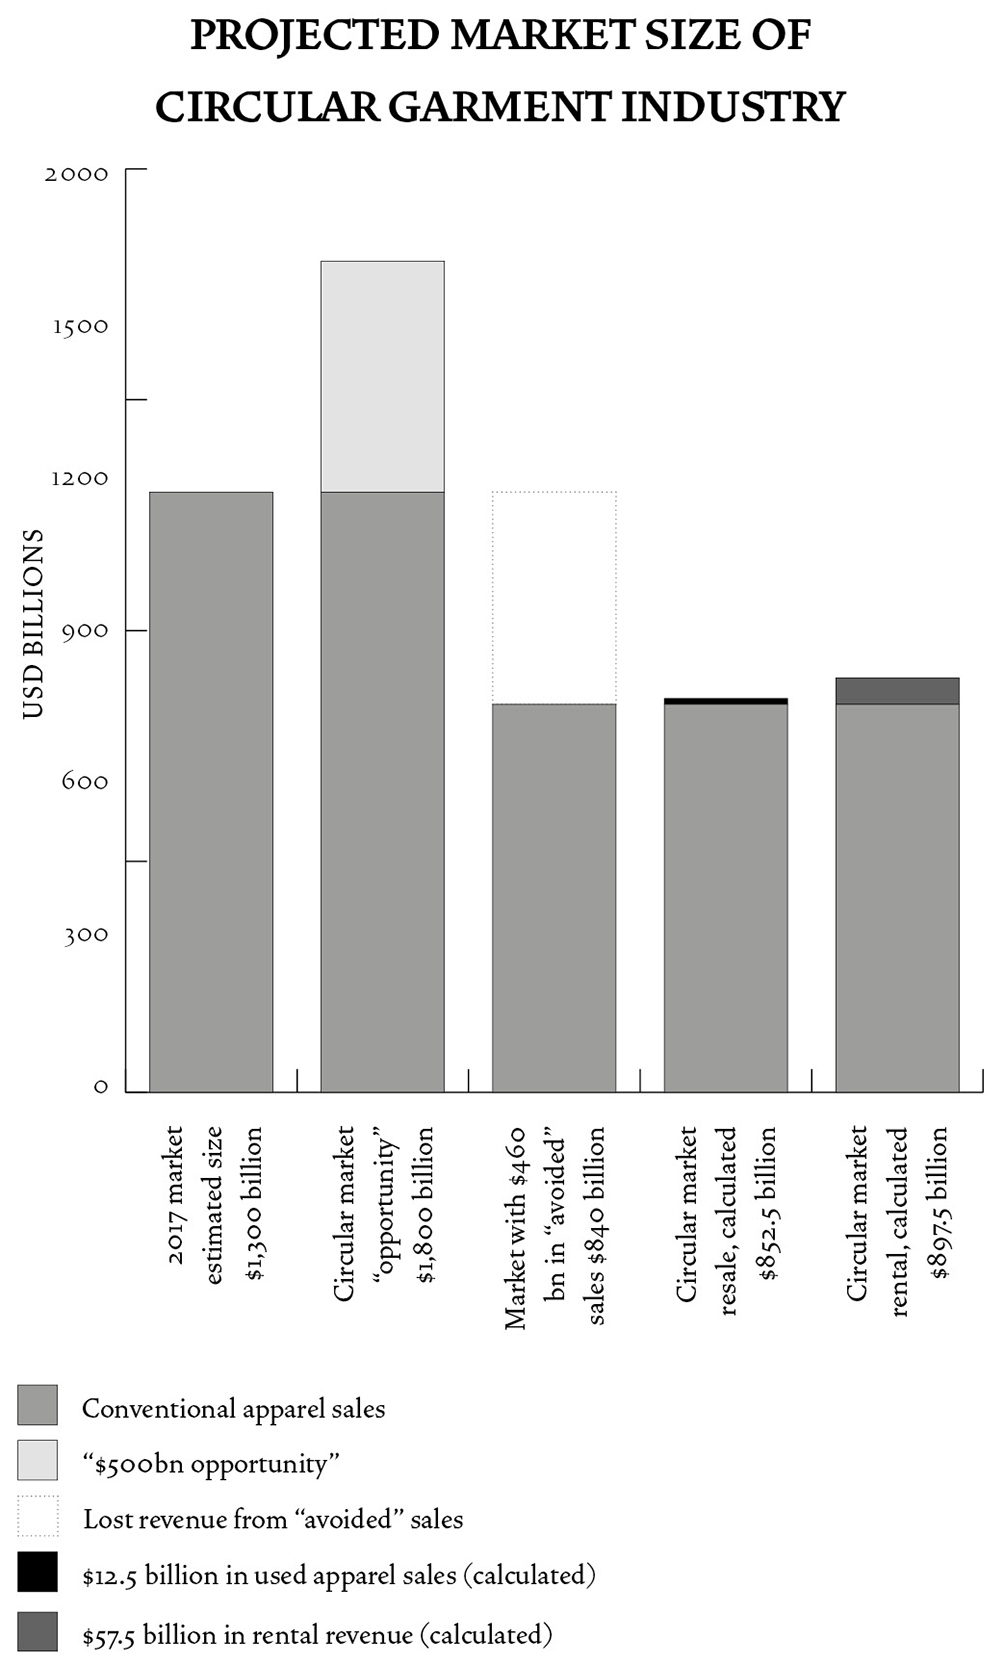 PROJECTED MARKET SIZE OF
CIRCULAR GARMENT INDUSTRY
2000
1500
1200
900
600
300
0
USD BILLIONS
2017 market
estimated size
$1,300 billion
Circular market
“opportunity”
$1,800 billion
Market with $460
bn in “avoided”
sales $840 billion
Circular market
resale, calculated
$852.5 billion
Circular market
rental, calculated
$897.5 billion
Conventional apparel sales
“$500bn opportunity”
Lost revenue from “avoided” sales
$12.5 billion in used apparel sales (calculated)
$57.5 billion in rental revenue (calculated)